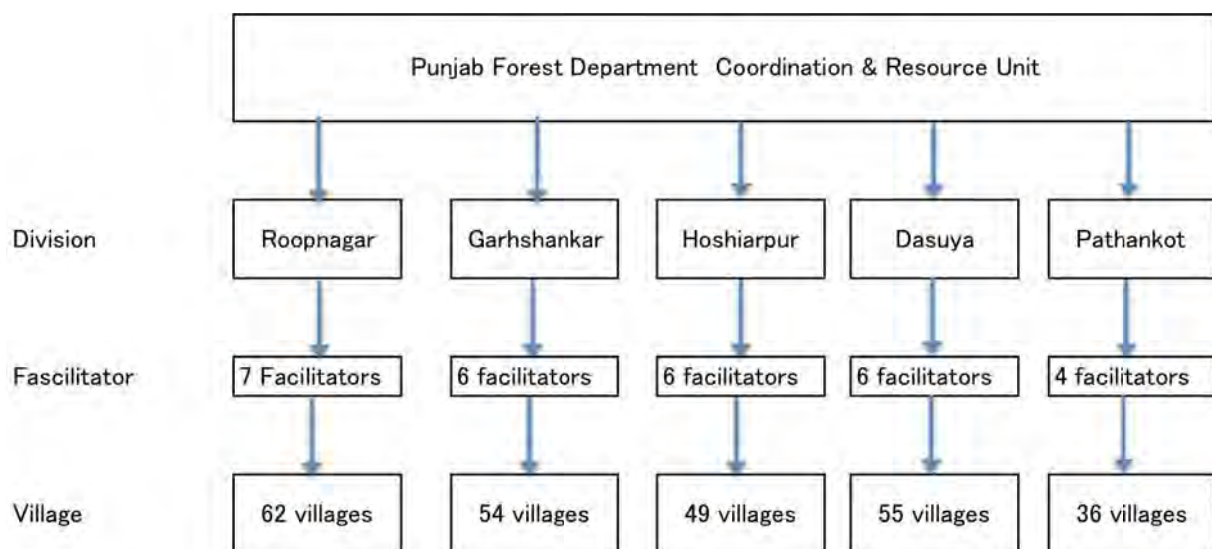 Punjab Forest Department Coordination & Resource Unit
Division
Roopnagar
Garhshankar
Hoshiarpur
Dasuya
Pathankot
Fascilitator
7 Facilitators
6 facilitators
6 facilitators
6 facilitators
4 facilitators
Village
62 villages
54 villages
49 villages
55 villages
36 villages